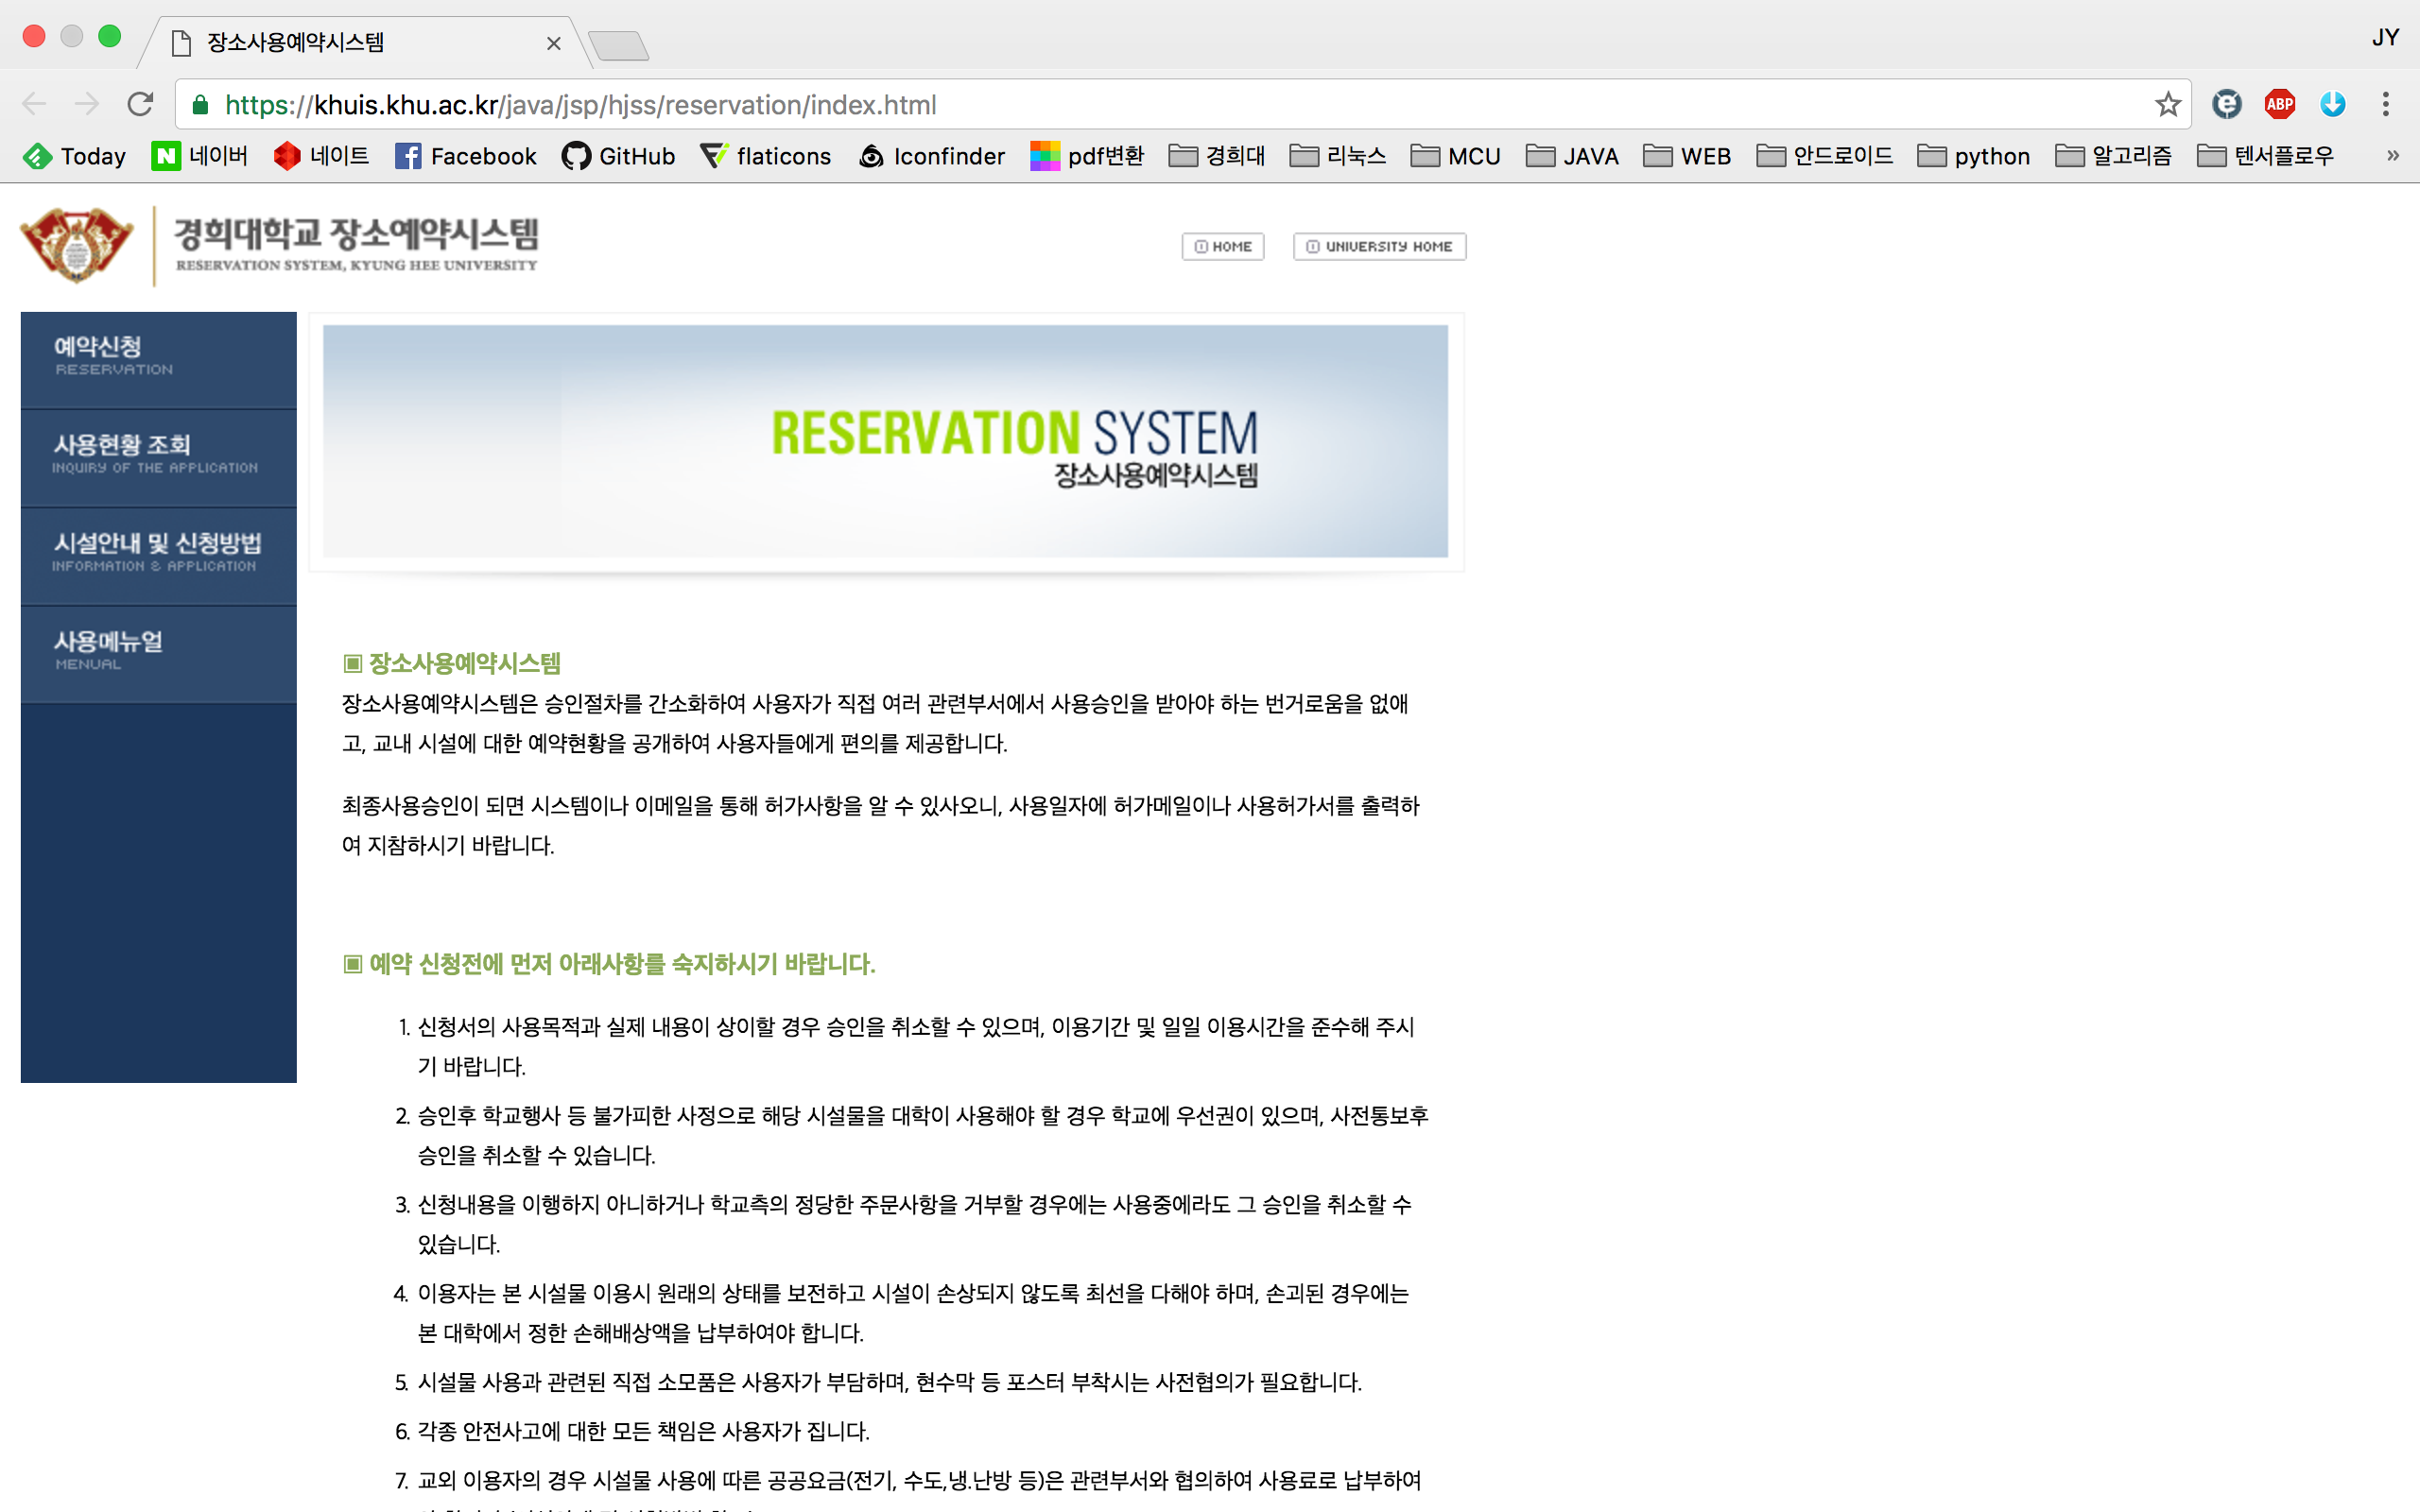 장소사용예약시스템
JY
https://khuis.khu.ac.kr/java/jsp/hjss/reservation/index.html
ABP
Today 네이버 네이트 Facebook GitHub flaticons Iconfinder pdf변환 경희대 리눅스 MCU JAVA WEB 안드로이드 python 알고리즘 텐서플로우 »
경희대학교 장소예약시스템
RESERVATION SYSTEM, KYUNG HEE UNIVERSITY
HOME
UNIVERSITY HOME
예약신청
RESERVATION
사용현황 조회
INQUIRY OF THE APPLICATION
시설안내 및 신청방법
INFORMATION & APPLICATION
사용메뉴얼
MENUAL
RESERVATION SYSTEM
장소사용예약시스템
▣ 장소사용예약시스템
장소사용예약시스템은 승인절차를 간소화하여 사용자가 직접 여러 관련부서에서 사용승인을 받아야 하는 번거로움을 없애
고, 교내 시설에 대한 예약현황을 공개하여 사용자들에게 편의를 제공합니다.
최종사용승인이 되면 시스템이나 이메일을 통해 허가사항을 알 수 있사오니, 사용일자에 허가메일이나 사용허가서를 출력하
여 지참하시기 바랍니다.
▣ 예약 신청전에 먼저 아래사항를 숙지하시기 바랍니다.
1. 신청서의 사용목적과 실제 내용이 상이할 경우 승인을 취소할 수 있으며, 이용기간 및 일일 이용시간을 준수해 주시
기 바랍니다.
2. 승인후 학교행사 등 불가피한 사정으로 해당 시설물을 대학이 사용해야 할 경우 학교에 우선권이 있으며, 사전통보후
승인을 취소할 수 있습니다.
3. 신청내용을 이행하지 아니하거나 학교측의 정당한 주문사항을 거부할 경우에는 사용중에라도 그 승인을 취소할 수
있습니다.
4. 이용자는 본 시설물 이용시 원래의 상태를 보전하고 시설이 손상되지 않도록 최선을 다해야 하며, 손괴된 경우에는
본 대학에서 정한 손해배상액을 납부하여야 합니다.
5. 시설물 사용과 관련된 직접 소모품은 사용자가 부담하며, 현수막 등 포스터 부착시는 사전협의가 필요합니다.
6. 각종 안전사고에 대한 모든 책임은 사용자가 집니다.
7. 교외 이용자의 경우 시설물 사용에 따른 공공요금(전기, 수도,냉.난방 등)은 관련부서와 협의하여 사용료로 납부하여